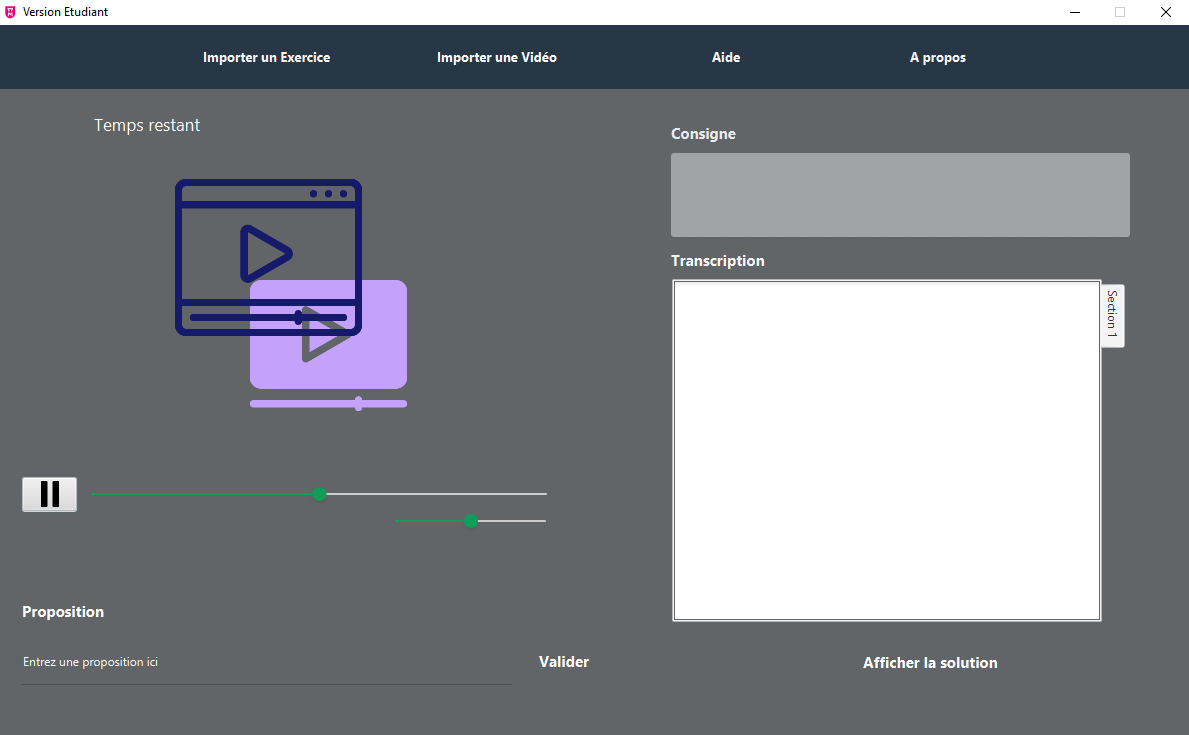 Version Etudiant
Importer un Exercice
Importer une Vidéo
Aide
A propos
Temps restant
Consigne
Transcription
Section 1
Proposition
Entrez une proposition ici
Valider
Afficher la solution